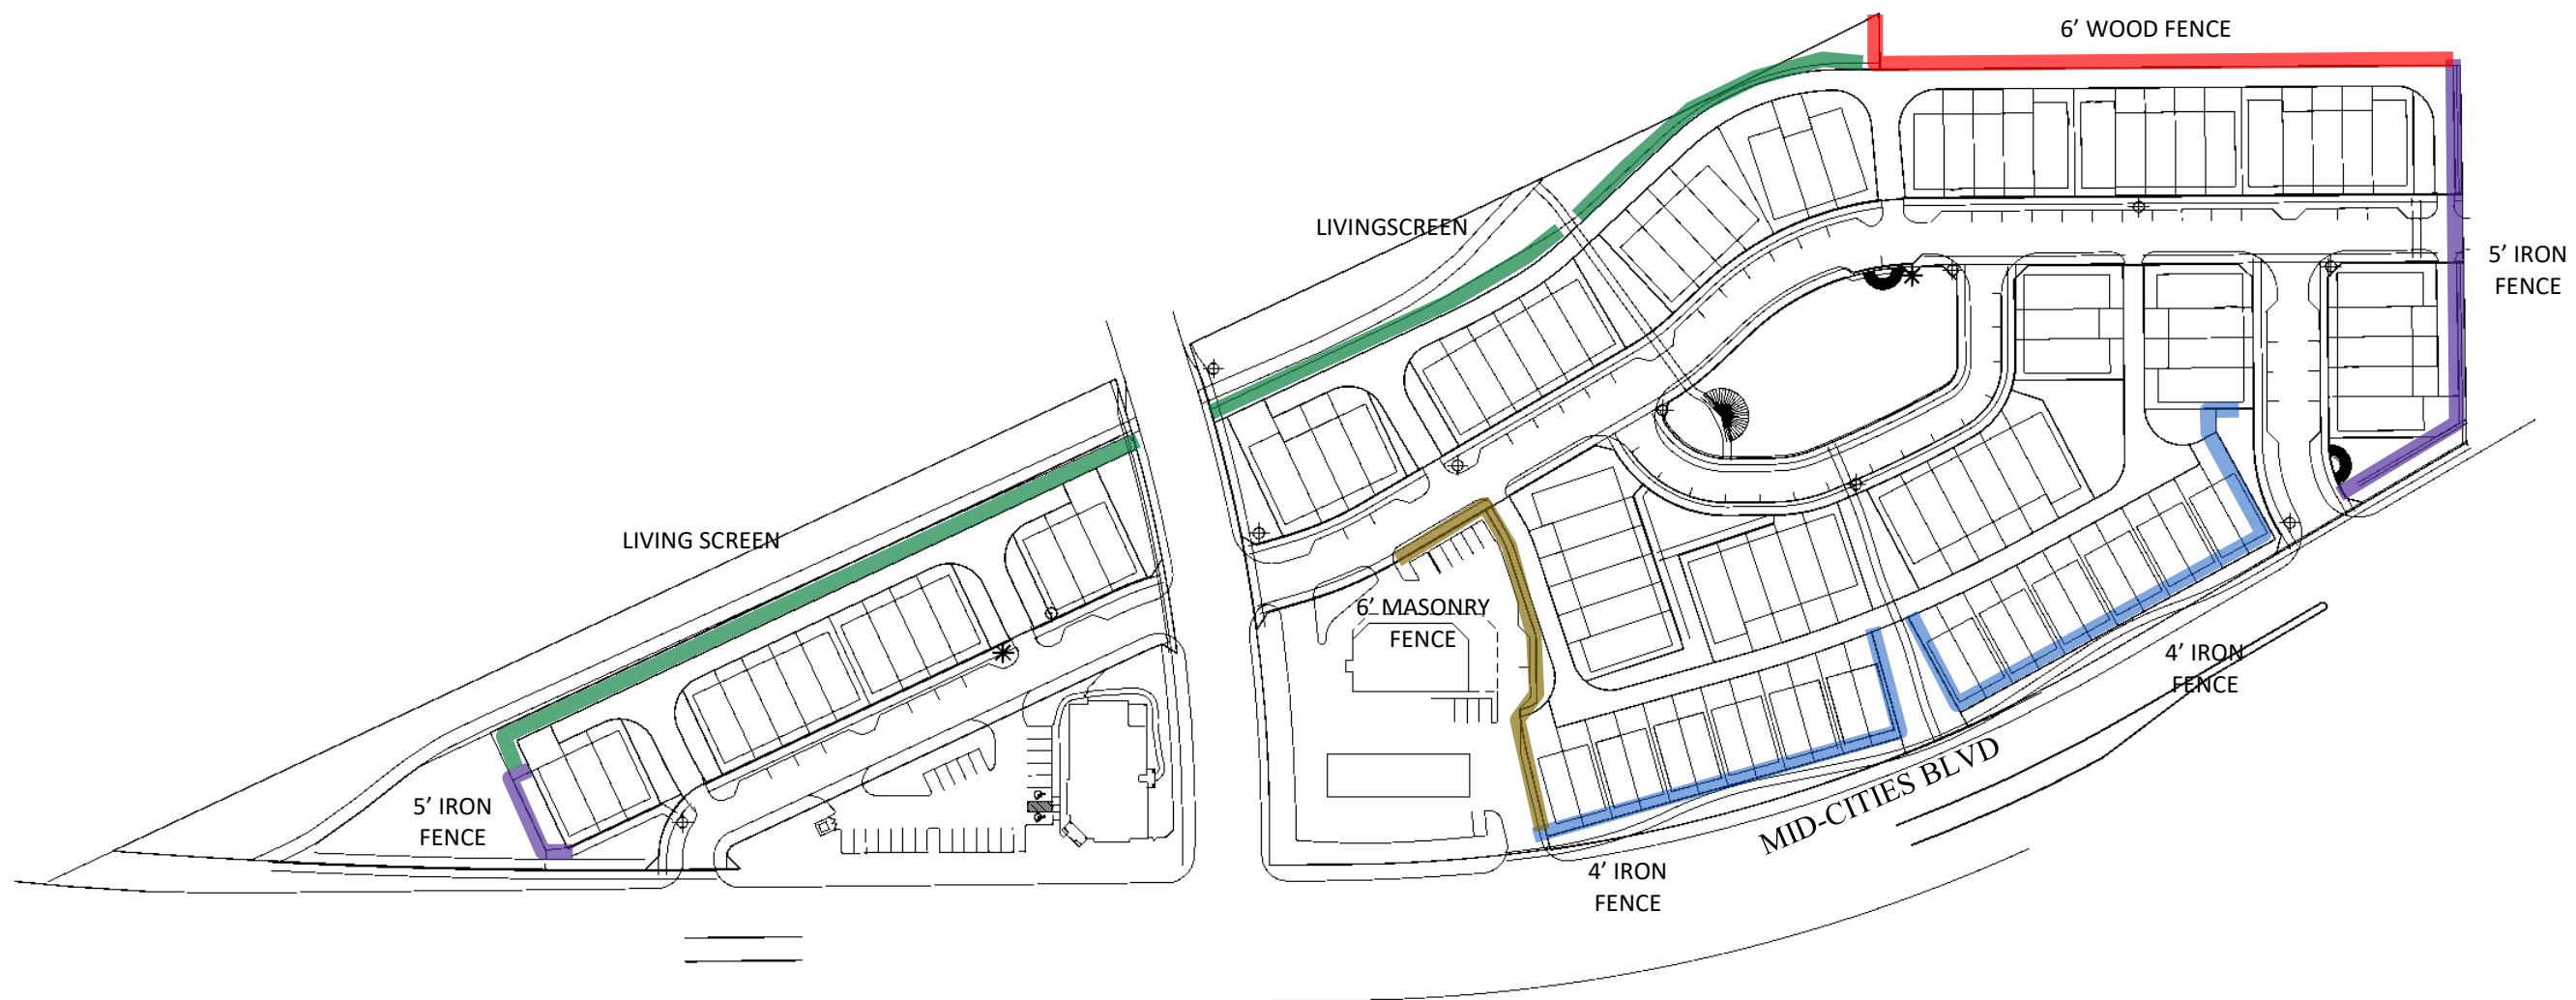 6’ WOOD FENCE
LIVINGSCREEN
5’ IRON
FENCE
LIVING SCREEN
6’ MASONRY
FENCE
4’ IRON
FENCE
MID-CITIES BLVD
5’ IRON
FENCE
4’ IRON
FENCE